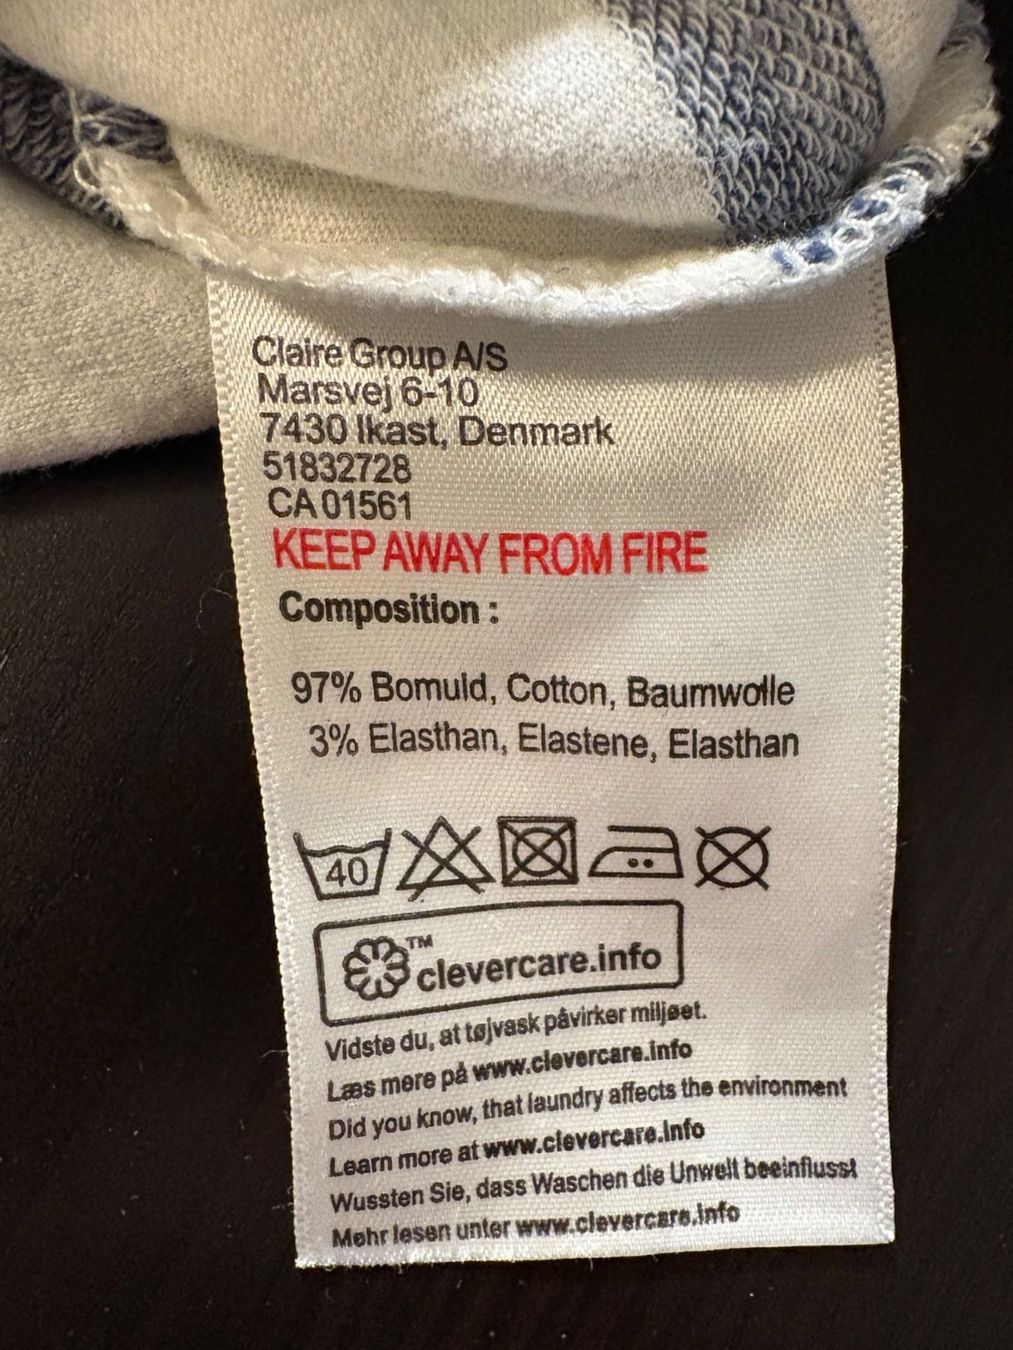 Claire Group A/S
Marsvej 6-10
7430 Ikast, Denmark
51832728
CA 01561
KEEP AWAY FROM FIRE
Composition :
97% Bomuld, Cotton, Baumwolle
3% Elasthan, Elastene, Elasthan
40
TM clevercare.info
Vidste du, at tøjvask påvirker miljøet.
Læs mere på www.clevercare.info
Did you know, that laundry affects the environment
Learn more at www.clevercare.info
Wussten Sie, dass Waschen die Unwelt beeinflusst
Mehr lesen unter www.clevercare.info